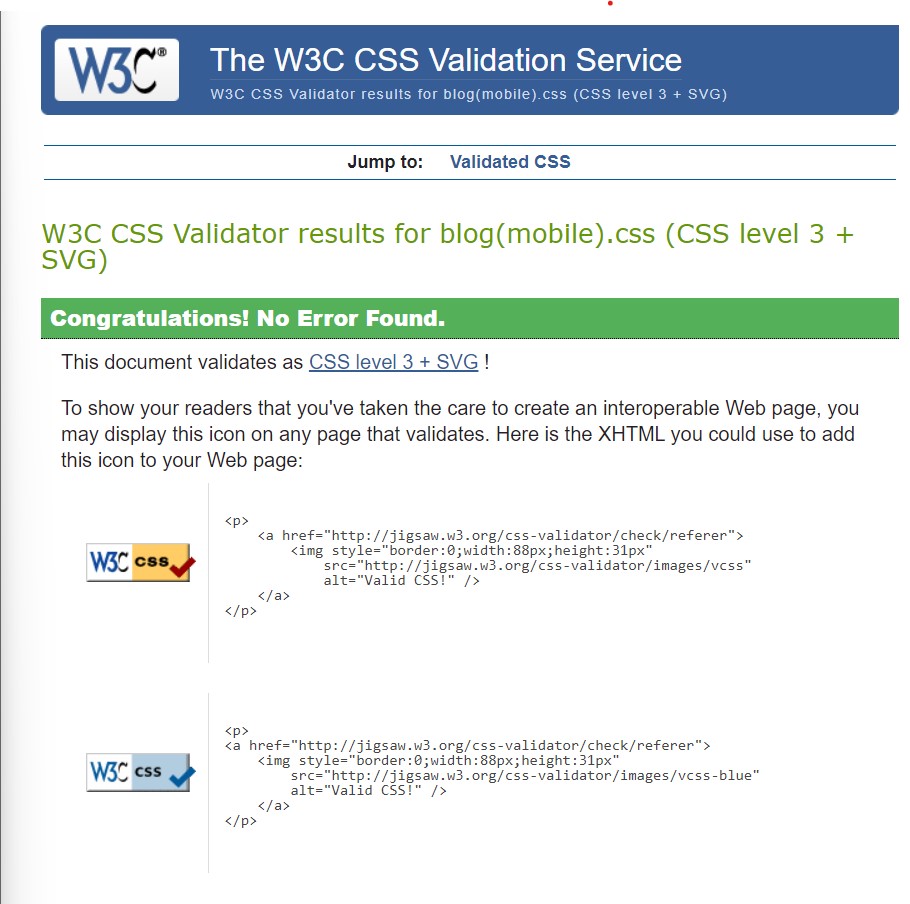 W3C®
The W3C CSS Validation Service
W3C CSS Validator results for blog(mobile).css (CSS level 3 + SVG)
Jump to: Validated CSS
W3C CSS Validator results for blog(mobile).css (CSS level 3 +
SVG)
Congratulations! No Error Found.
This document validates as CSS level 3 + SVG !
To show your readers that you've taken the care to create an interoperable Web page, you
may display this icon on any page that validates. Here is the XHTML you could use to add
this icon to your Web page:
W3C css
<p>
    <a href="http://jigsaw.w3.org/css-validator/check/referer">
        <img style="border:0;width:88px;height:31px"
            src="http://jigsaw.w3.org/css-validator/images/vcss"
            alt="Valid CSS!" />
    </a>
</p>
W3C css
<p>
<a href="http://jigsaw.w3.org/css-validator/check/referer">
    <img style="border:0;width:88px;height:31px"
        src="http://jigsaw.w3.org/css-validator/images/vcss-blue"
        alt="Valid CSS!" />
    </a>
</p>